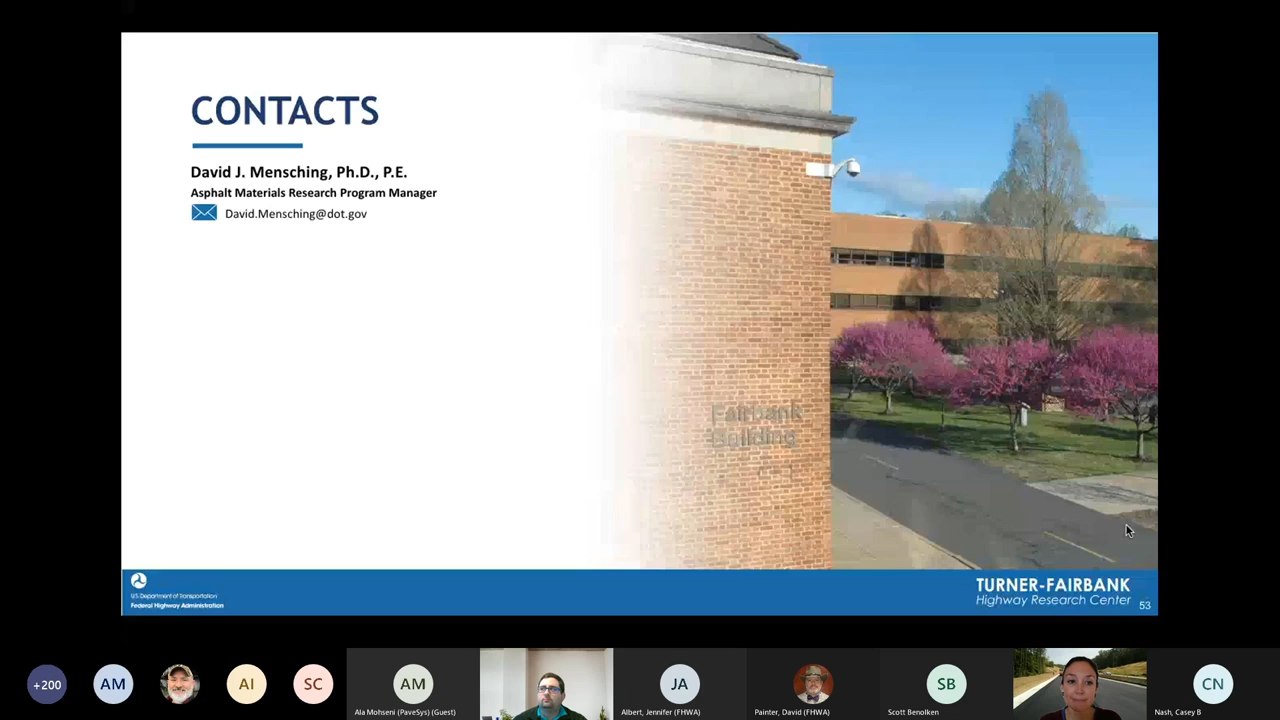 CONTACTS
David J. Mensching, Ph.D., P.E.
Asphalt Materials Research Program Manager
David.Mensching@dot.gov
Fairbank
Building
U.S. Department of Transportation
Federal Highway Administration
TURNER-FAIRBANK
Highway Research Center
53
+200
AM
AI
SC
AM
JA
SB
CN
Ala Mohseni (PaveSys) (Guest)
Albert, Jennifer (FHWA)
Painter, David (FHWA)
Scott Benolken
Nash, Casey B